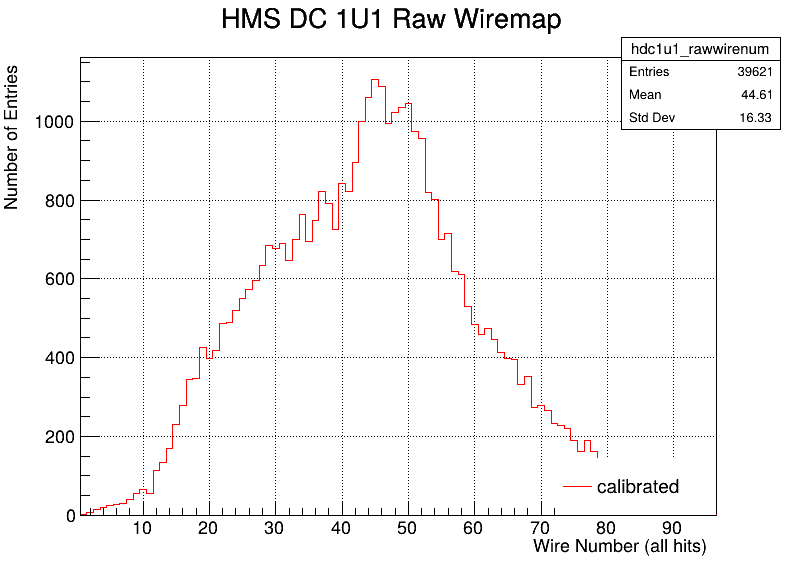 HMS DC 1U1 Raw Wiremap
hdc1u1_rawwirenum
Entries 39621
Mean 44.61
Std Dev 16.33
Number of Entries
1000
800
600
400
200
0
calibrated
10 20 30 40 50 60 70 80 90
Wire Number (all hits)